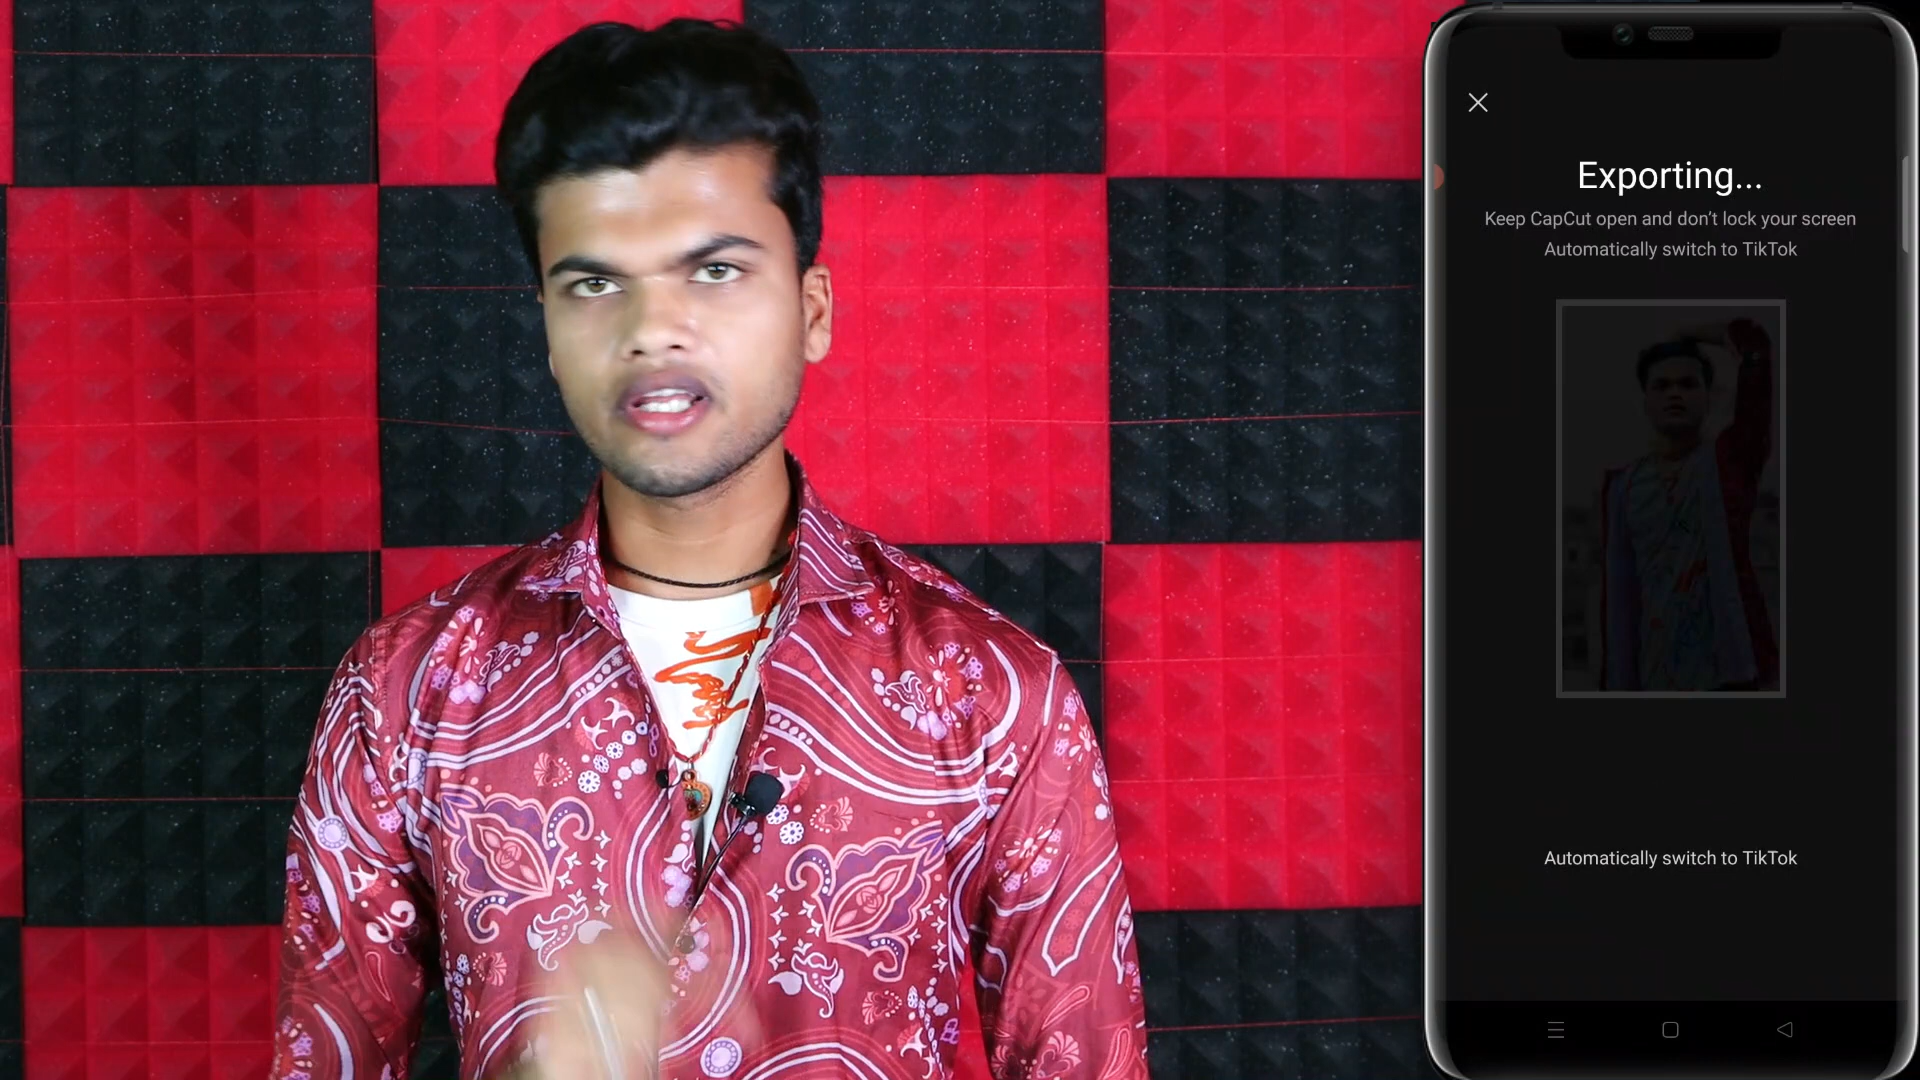 Exporting...
Keep CapCut open and don't lock your screen
Automatically switch to TikTok
Automatically switch to TikTok